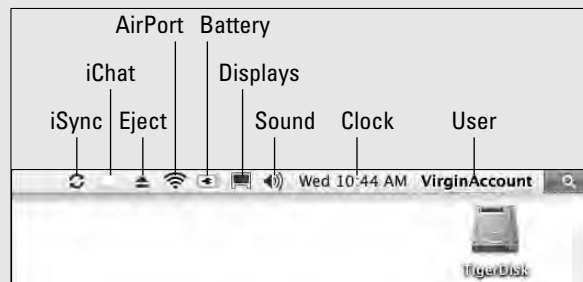 AirPort Battery
iChat Displays
iSync Eject Sound Clock User
Wed 10:44 AM VirginAccount
TigerDisk